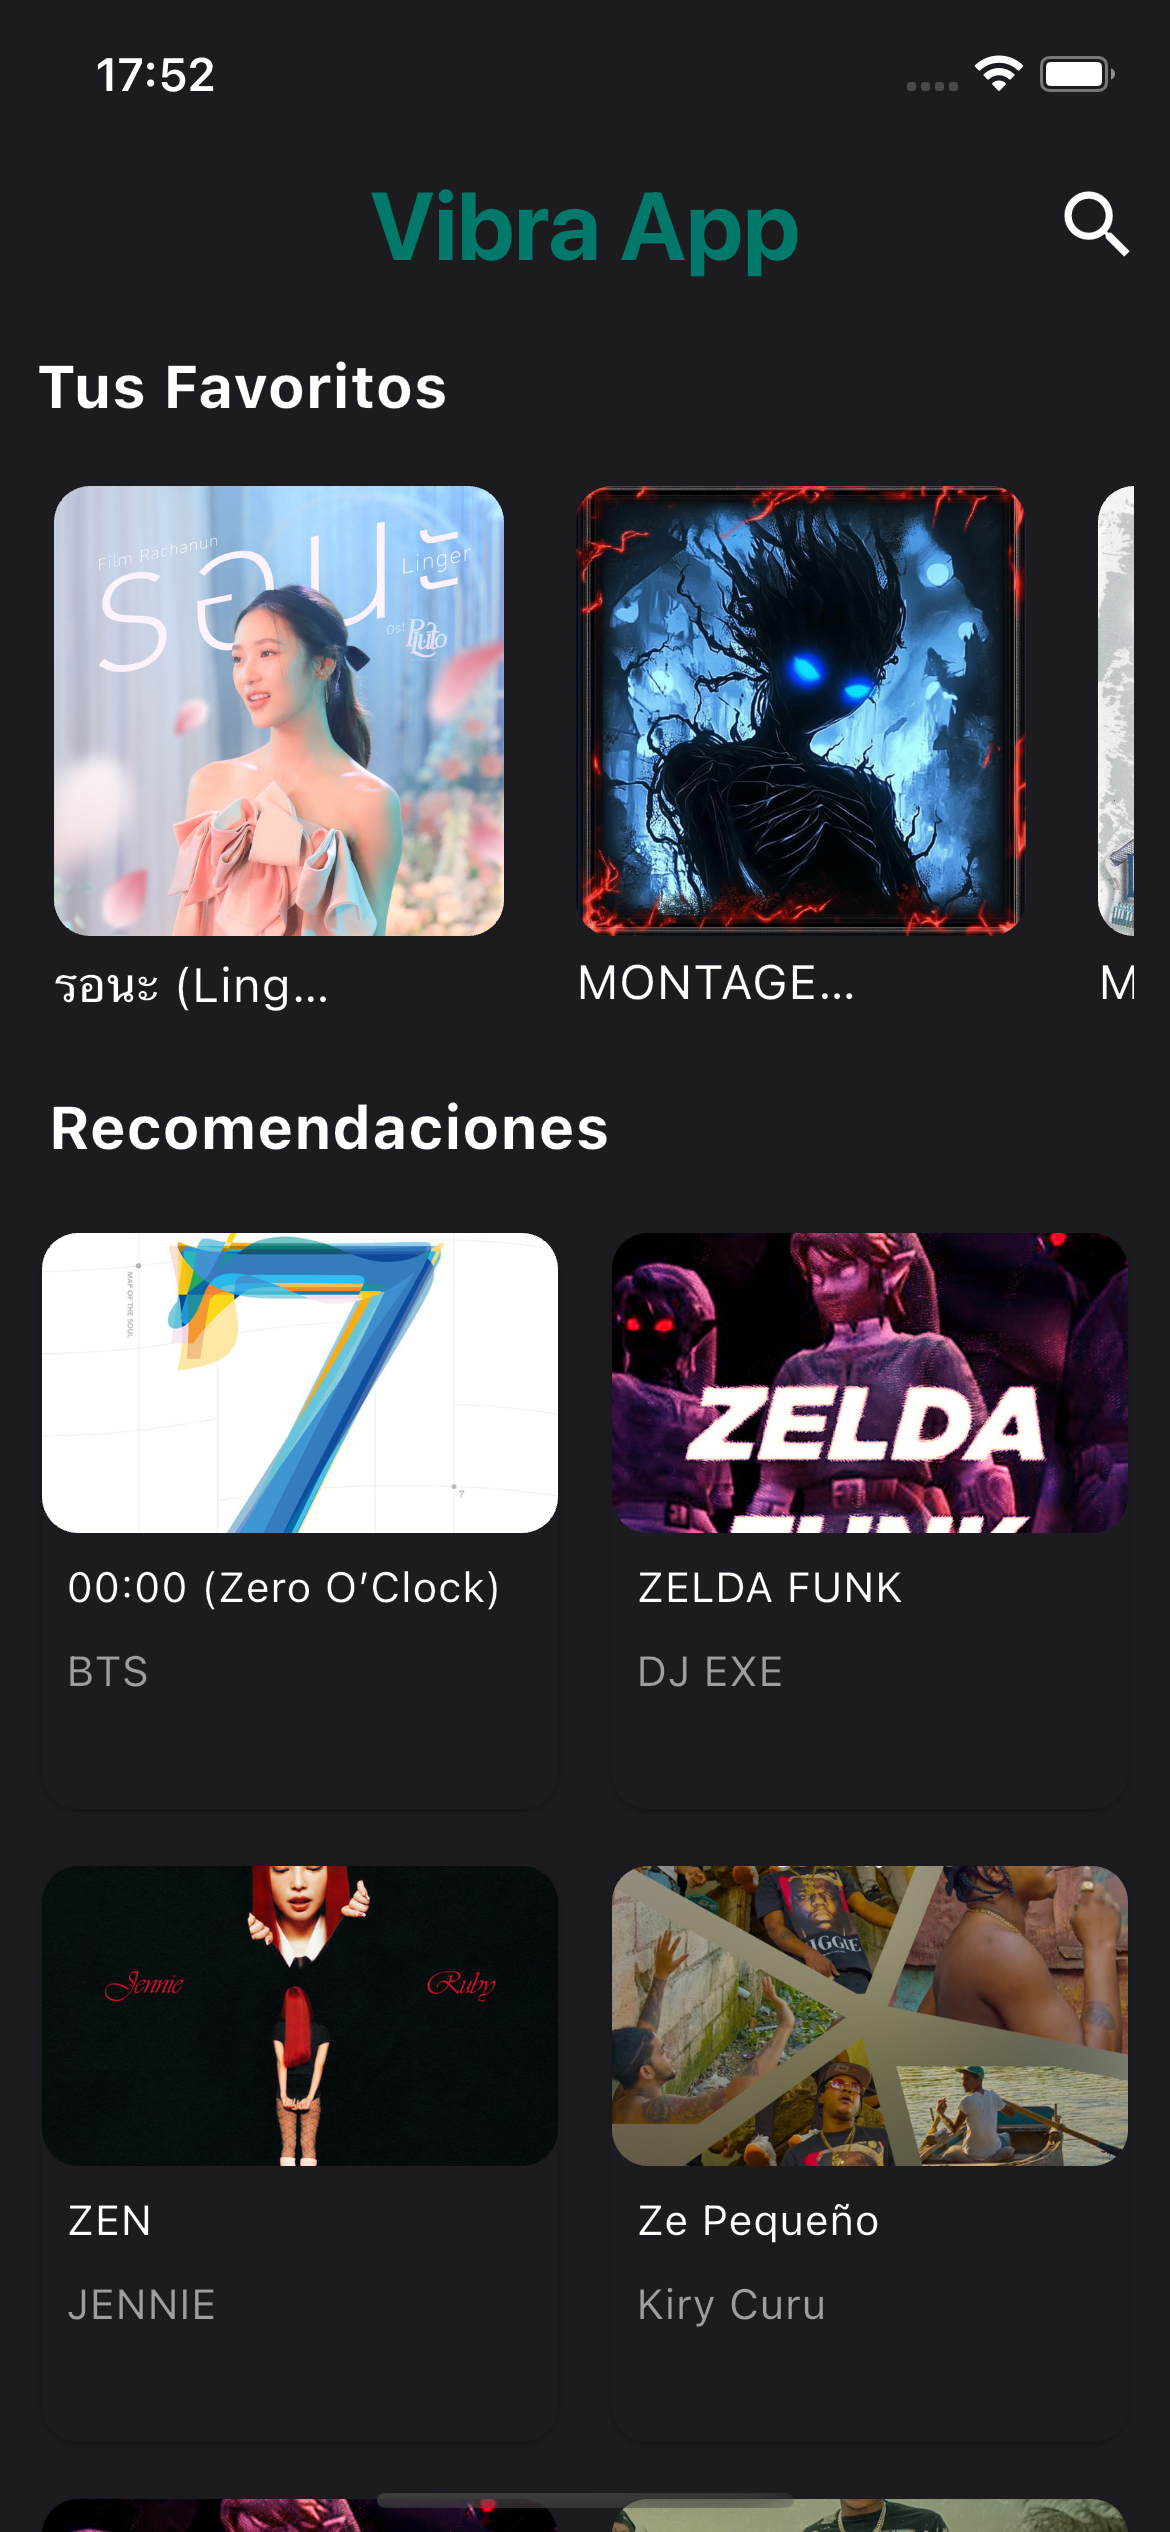 17:52
Vibra App
Tus Favoritos
Film Rachanun
รอนะ
Linger
Ost
Pluto
รอนะ (Ling...
MONTAGE...
M
Recomendaciones
MAP OF THE SOUL
7
7
ZELDA
FUNK
00:00 (Zero O’Clock)
ZELDA FUNK
BTS
DJ EXE
Jennie
Ruby
IGGIE
ZEN
Ze Pequeño
JENNIE
Kiry Curu